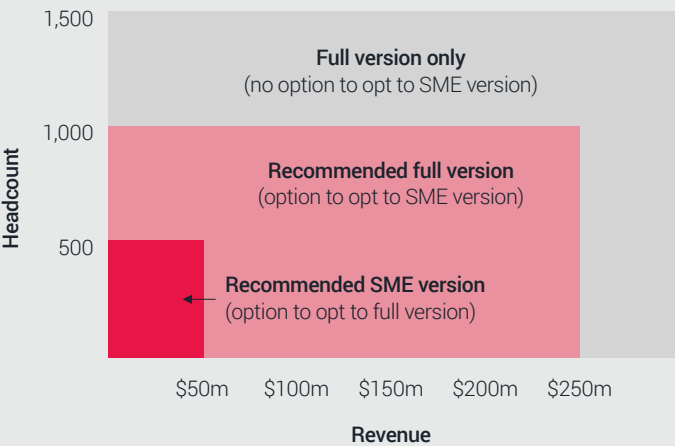 1,500
Full version only
(no option to opt to SME version)
1,000
Recommended full version
(option to opt to SME version)
Headcount
500
Recommended SME version
(option to opt to full version)
$50m $100m $150m $200m $250m
Revenue